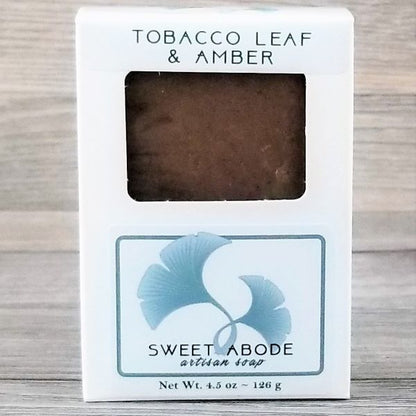 TOBACCO LEAF
& AMBER
SWEET ABODE
artisan soap
Net Wt. 4.5 oz ~ 126 g